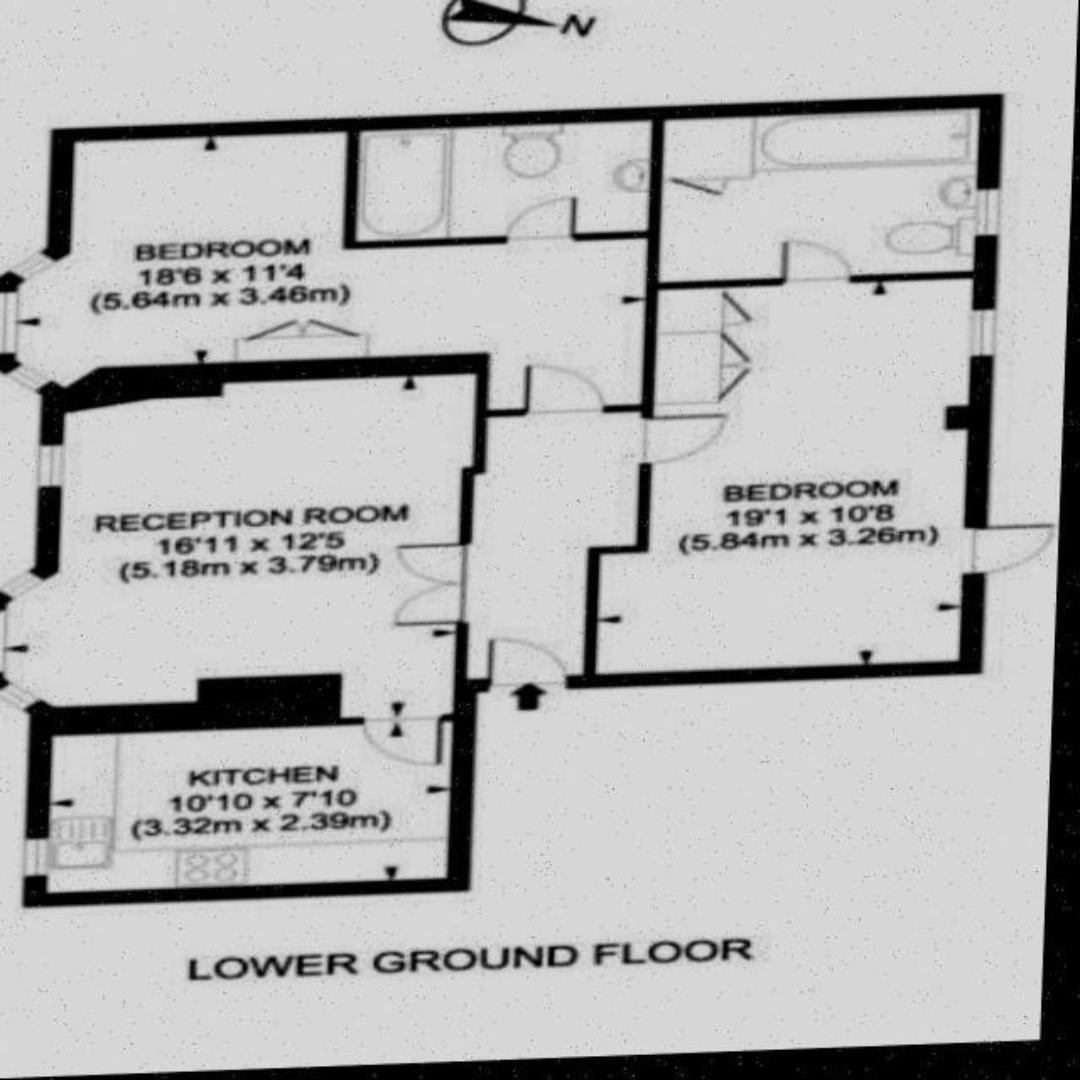 N
BEDROOM
18'6 x 11'4
(5.64m x 3.46m)
RECEPTION ROOM
16'11 x 12'5
(5.18m x 3.79m)
BEDROOM
19'1 x 10'8
(5.84m x 3.26m)
KITCHEN
10'10 x 7'10
(3.32m x 2.39m)
LOWER GROUND FLOOR